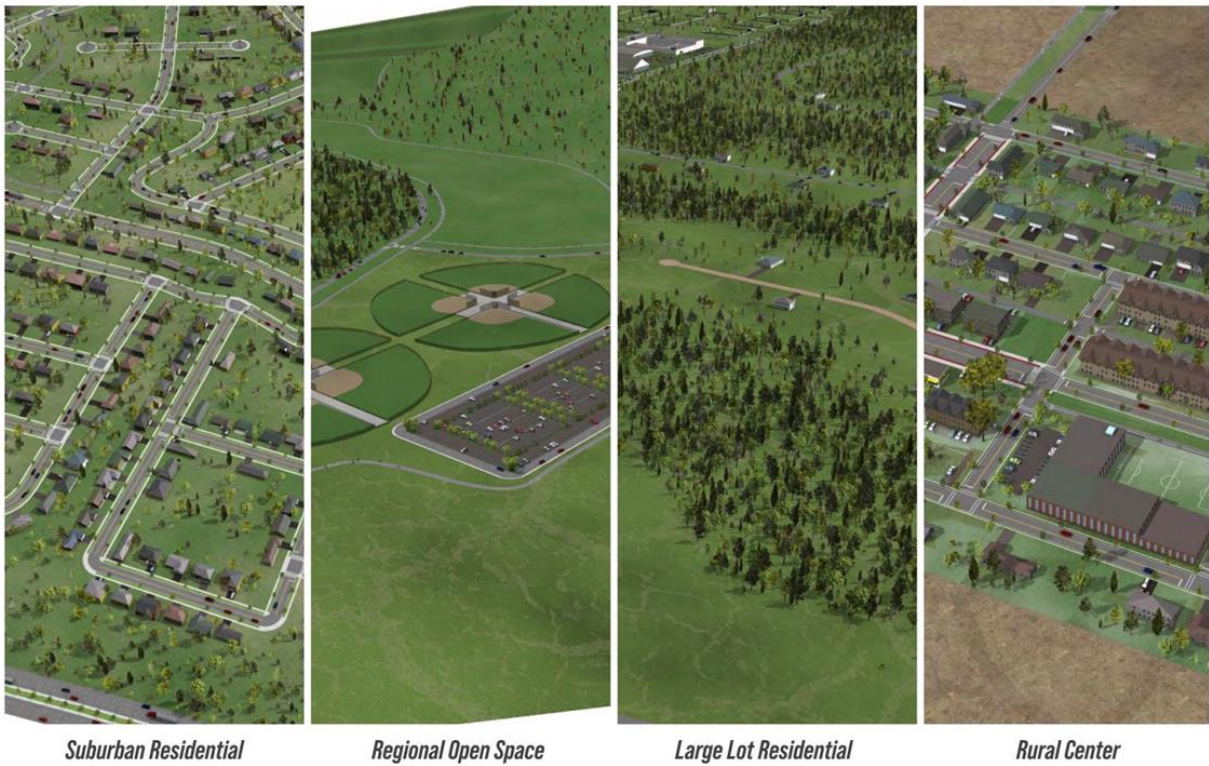 Suburban Residential
Regional Open Space
Large Lot Residential
Rural Center